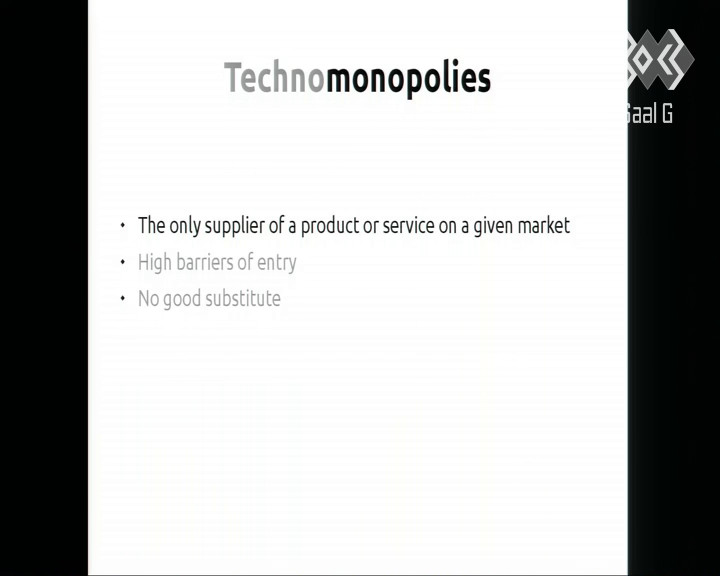 Technomonopolies
• The only supplier of a product or service on a given market
• High barriers of entry
• No good substitute
Saal G